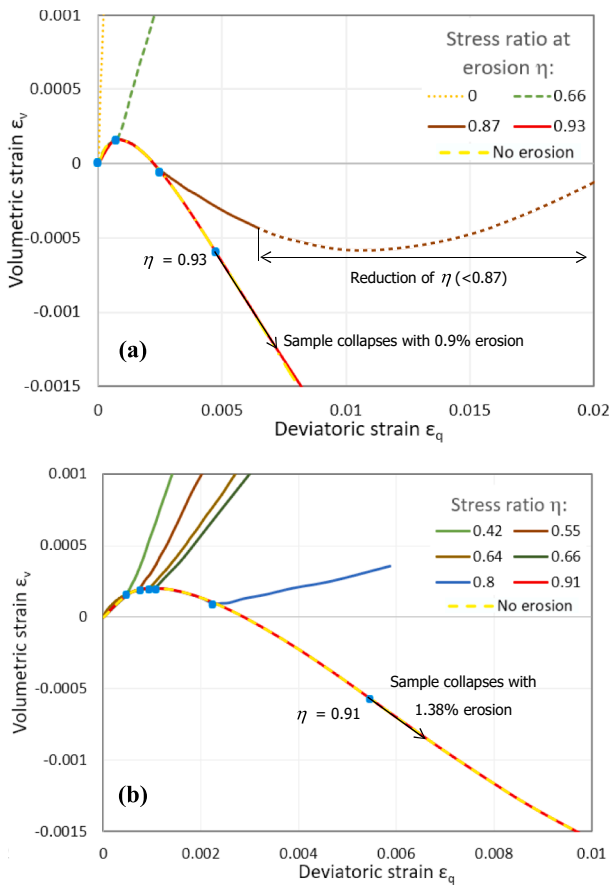 0.001
0.0005
0
-0.0005
-0.001
-0.0015
Volumetric strain εv
Stress ratio at
erosion η:
0 0.66
0.87 0.93
No erosion
η = 0.93
Reduction of η (<0.87)
Sample collapses with 0.9% erosion
(a)
0 0.005 0.01 0.015 0.02
Deviatoric strain εq
0.001
0.0005
0
-0.0005
-0.001
-0.0015
Volumetric strain εv
Stress ratio η:
0.42 0.55
0.64 0.66
0.8 0.91
No erosion
Sample collapses with
1.38% erosion
η = 0.91
(b)
0 0.002 0.004 0.006 0.008 0.01
Deviatoric strain εq